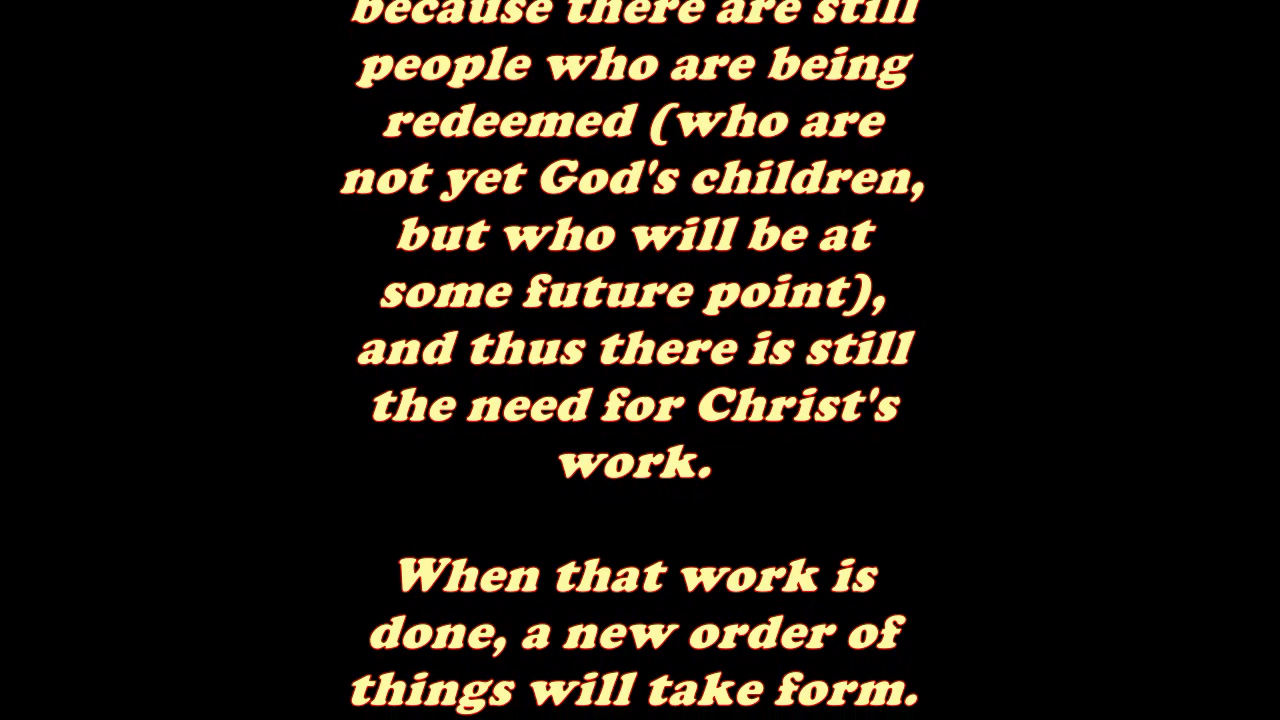 because there are still
people who are being
redeemed (who are
not yet God's children,
but who will be at
some future point),
and thus there is still
the need for Christ's
work.
When that work is
done, a new order of
things will take form.